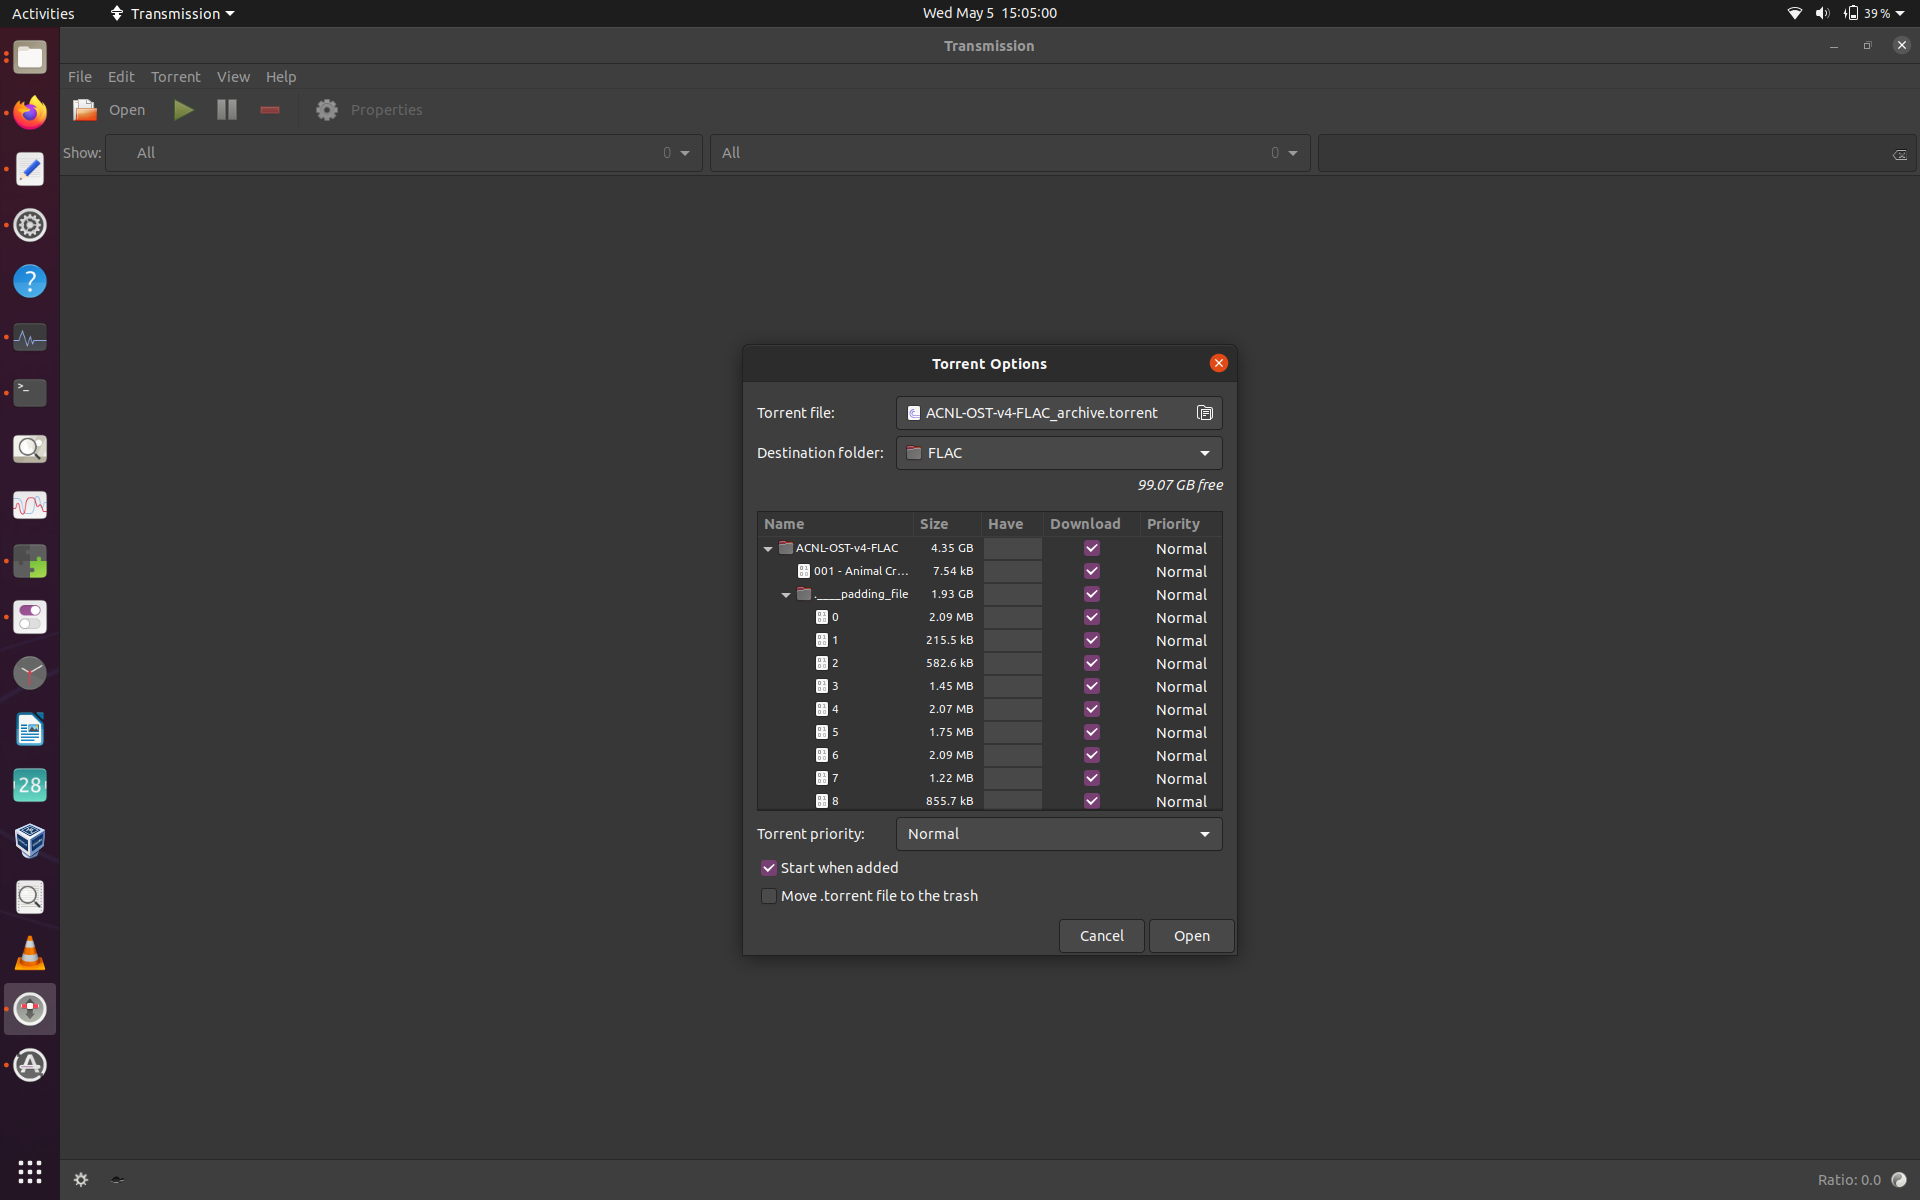 Activities Transmission Wed May 5 15:05:00 39 %
Transmission
File Edit Torrent View Help
Open Properties
Show: All 0 All 0
Torrent Options
Torrent file: ACNL-OST-v4-FLAC_archive.torrent
Destination folder: FLAC
99.07 GB free
Name Size Have Download Priority
ACNL-OST-v4-FLAC 4.35 GB Normal
001 - Animal Cr... 7.54 kB Normal
.____padding_file 1.93 GB Normal
0 2.09 MB Normal
1 215.5 kB Normal
2 582.6 kB Normal
3 1.45 MB Normal
4 2.07 MB Normal
5 1.75 MB Normal
6 2.09 MB Normal
7 1.22 MB Normal
8 855.7 kB Normal
Torrent priority: Normal
Start when added
Move .torrent file to the trash
Cancel Open
28
Ratio: 0.0